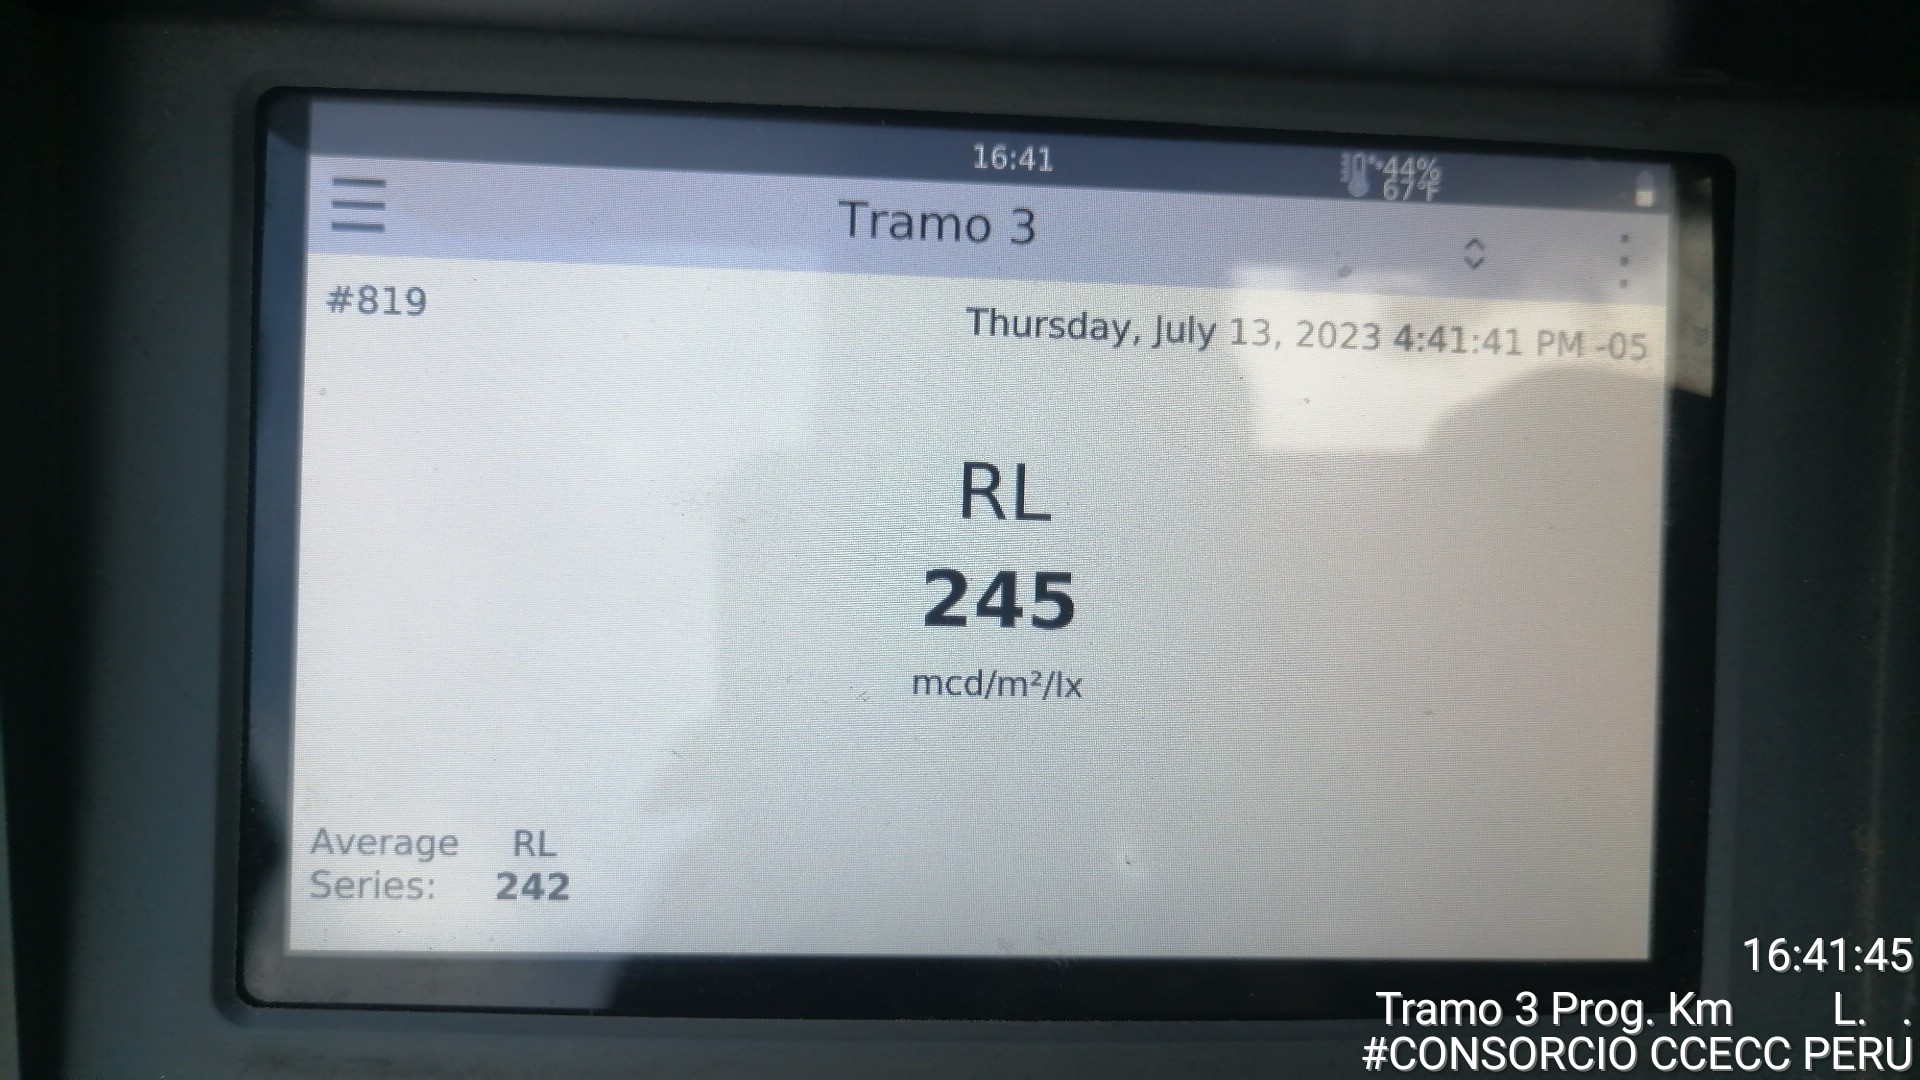 16:41
44%
67°F
Tramo 3
#819
Thursday, July 13, 2023 4:41:41 PM -05
RL
245
mcd/m²/lx
Average RL
Series: 242
16:41:45
Tramo 3 Prog. Km L. .
#CONSORCIO CCECC PERU